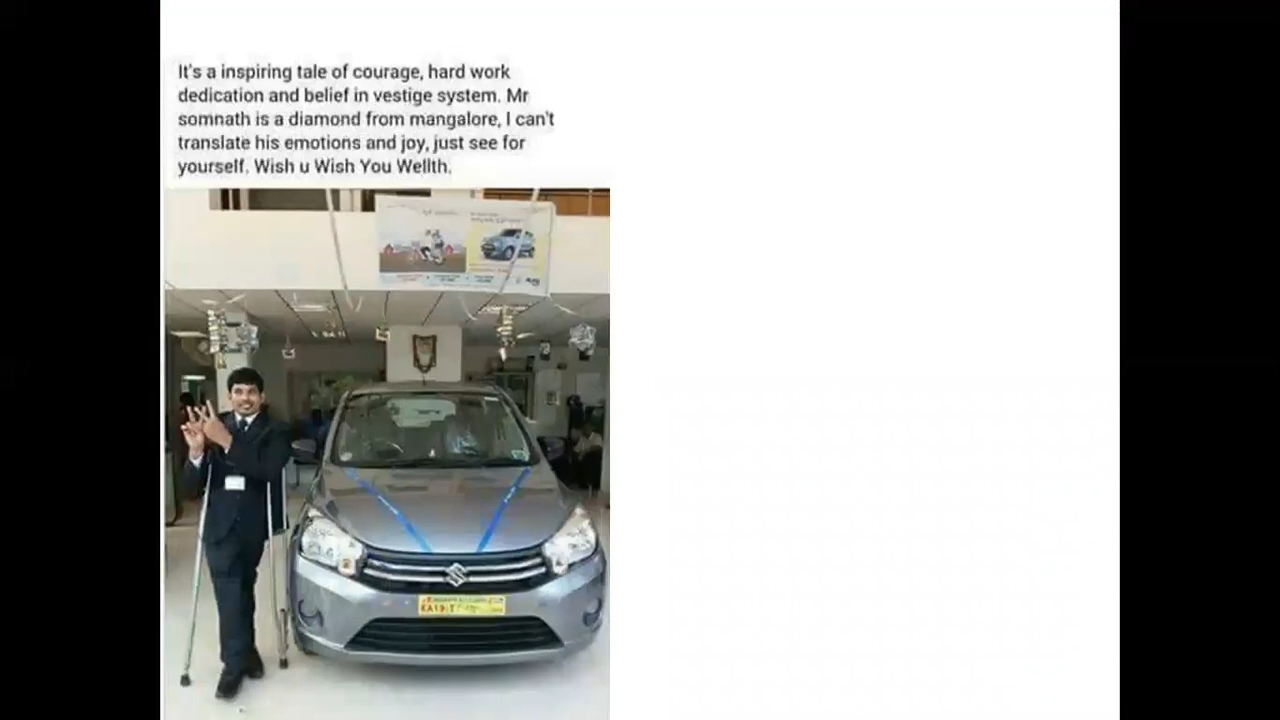 It's a inspiring tale of courage, hard work
dedication and belief in vestige system. Mr
somnath is a diamond from mangalore, I can't
translate his emotions and joy, just see for
yourself. Wish u Wish You Wellth.
KA19T